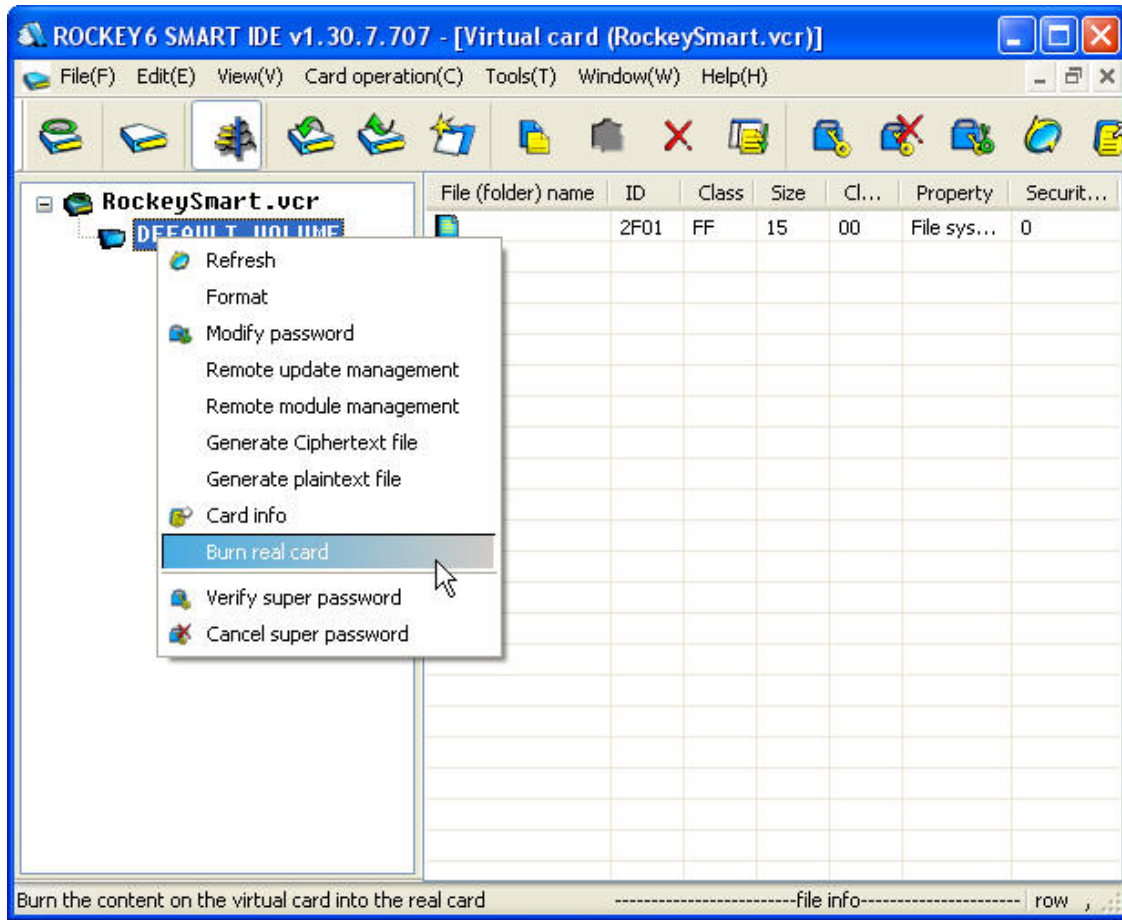 ROCKEY6 SMART IDE v1.30.7.707 - [Virtual card (RockeySmart.vcr)]
File(F) Edit(E) View(V) Card operation(C) Tools(T) Window(W) Help(H)
RockeySmart.vcr
DEFAULT VOLUME
File (folder) name ID Class Size Cl... Property Securit...
2F01 FF 15 00 File sys... 0
Refresh
Format
Modify password
Remote update management
Remote module management
Generate Ciphertext file
Generate plaintext file
Card info
Burn real card
Verify super password
Cancel super password
Burn the content on the virtual card into the real card -------------------------file info---------------------- row ,